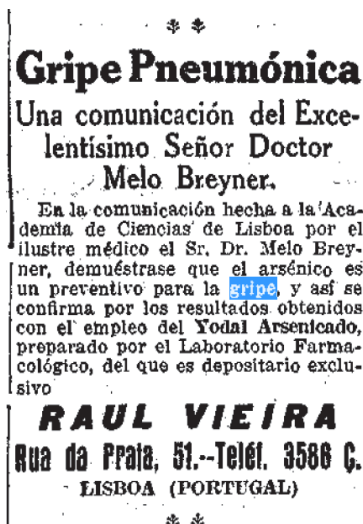 Gripe Pneumónica
Una comunicación del Exce-
lentísimo Señor Doctor
Melo Breyner.
En la comunicación hecha a la Aca-
demia de Ciencias de Lisboa por el
ilustre médico el Sr. Dr. Melo Brey-
ner, demuéstrase que el arsénico es
un preventivo para la gripe, y así se
confirma por los resultados obtenidos
con el empleo del Yodal Arsenicado,
preparado por el Laboratorio Farma-
cológico, del que es depositario exclu-
sivo
RAUL VIEIRA
Rua da Prata, 51.--Teléf. 3586 C.
LISBOA (PORTUGAL)